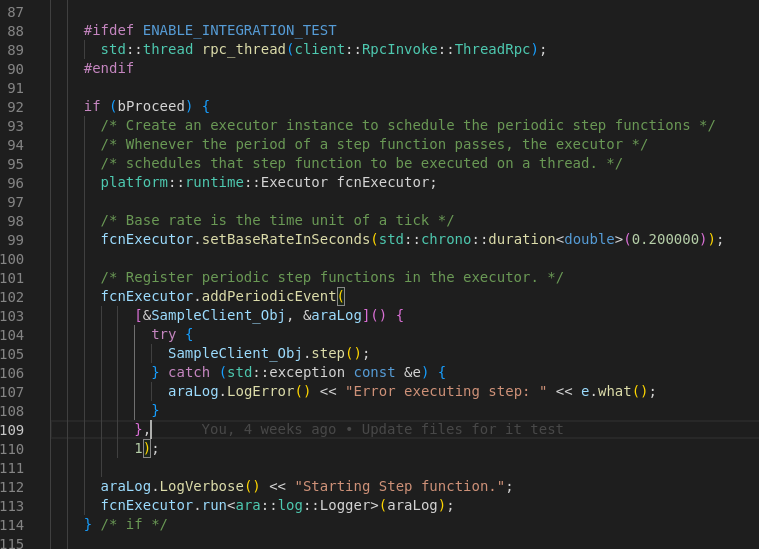 87
88 #ifdef ENABLE_INTEGRATION_TEST
89 std::thread rpc_thread(client::RpcInvoke::ThreadRpc);
90 #endif
91
92 if (bProceed) {
93 /* Create an executor instance to schedule the periodic step functions */
94 /* Whenever the period of a step function passes, the executor */
95 /* schedules that step function to be executed on a thread. */
96 platform::runtime::Executor fcnExecutor;
97
98 /* Base rate is the time unit of a tick */
99 fcnExecutor.setBaseRateInSeconds(std::chrono::duration<double>(0.200000));
100
101 /* Register periodic step functions in the executor. */
102 fcnExecutor.addPeriodicEvent(
103 [&SampleClient_Obj, &araLog]() {
104 try {
105 SampleClient_Obj.step();
106 } catch (std::exception const &e) {
107 araLog.LogError() << "Error executing step: " << e.what();
108 }
109 }, You, 4 weeks ago • Update files for it test
110 1);
111
112 araLog.LogVerbose() << "Starting Step function.";
113 fcnExecutor.run<ara::log::Logger>(araLog);
114 } /* if */
115